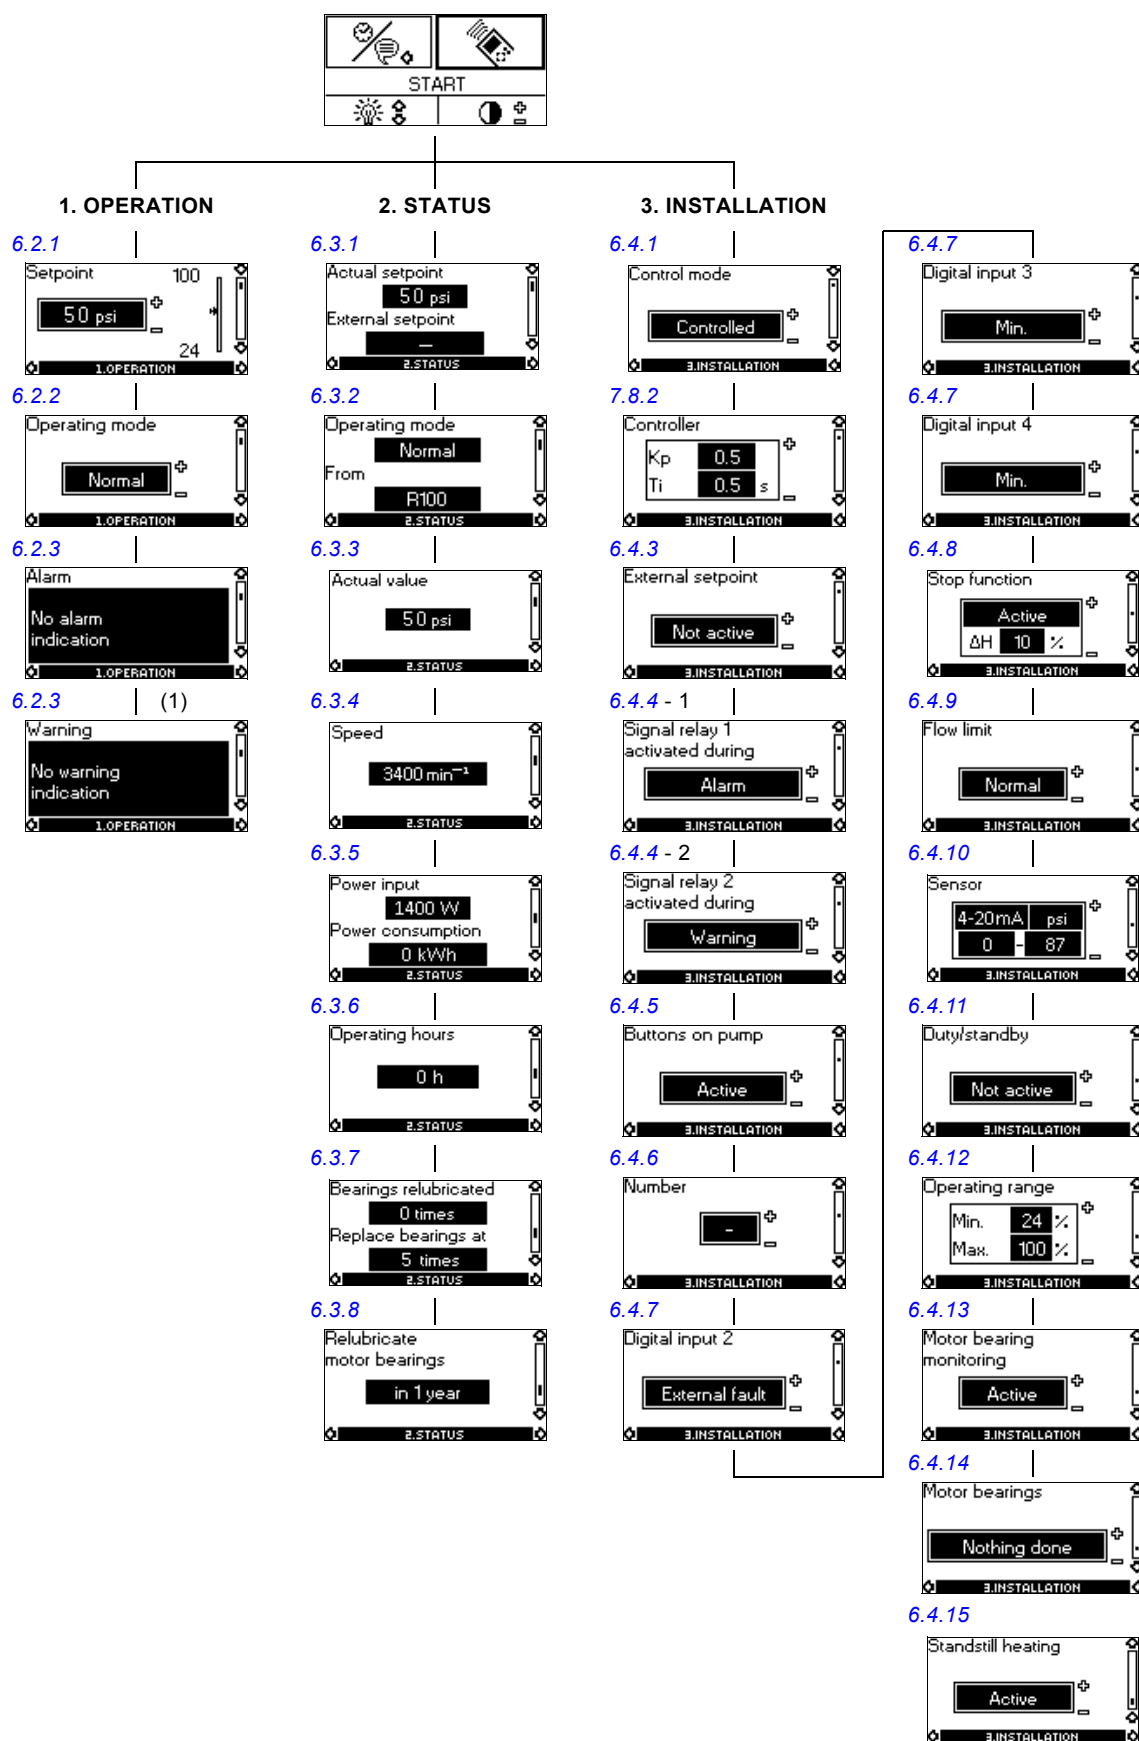 START
1. OPERATION
2. STATUS
3. INSTALLATION
6.2.1
Setpoint
100
50 psi
24
1.OPERATION
6.2.2
Operating mode
Normal
1.OPERATION
6.2.3
Alarm
No alarm
indication
1.OPERATION
6.2.3 (1)
Warning
No warning
indication
1.OPERATION
6.3.1
Actual setpoint
50 psi
External setpoint
—
2.STATUS
6.3.2
Operating mode
Normal
From
R100
2.STATUS
6.3.3
Actual value
50 psi
2.STATUS
6.3.4
Speed
3400 min⁻¹
2.STATUS
6.3.5
Power input
1400 W
Power consumption
0 kWh
2.STATUS
6.3.6
Operating hours
0 h
2.STATUS
6.3.7
Bearings relubricated
0 times
Replace bearings at
5 times
2.STATUS
6.3.8
Relubricate
motor bearings
in 1 year
2.STATUS
6.4.1
Control mode
Controlled
3.INSTALLATION
7.8.2
Controller
Kp 0.5
Ti 0.5 s
3.INSTALLATION
6.4.3
External setpoint
Not active
3.INSTALLATION
6.4.4 - 1
Signal relay 1
activated during
Alarm
3.INSTALLATION
6.4.4 - 2
Signal relay 2
activated during
Warning
3.INSTALLATION
6.4.5
Buttons on pump
Active
3.INSTALLATION
6.4.6
Number
-
3.INSTALLATION
6.4.7
Digital input 2
External fault
3.INSTALLATION
6.4.7
Digital input 3
Min.
3.INSTALLATION
6.4.7
Digital input 4
Min.
3.INSTALLATION
6.4.8
Stop function
Active
ΔH 10 %
3.INSTALLATION
6.4.9
Flow limit
Normal
3.INSTALLATION
6.4.10
Sensor
4-20mA psi
0 - 87
3.INSTALLATION
6.4.11
Duty/standby
Not active
3.INSTALLATION
6.4.12
Operating range
Min. 24 %
Max. 100 %
3.INSTALLATION
6.4.13
Motor bearing
monitoring
Active
3.INSTALLATION
6.4.14
Motor bearings
Nothing done
3.INSTALLATION
6.4.15
Standstill heating
Active
3.INSTALLATION